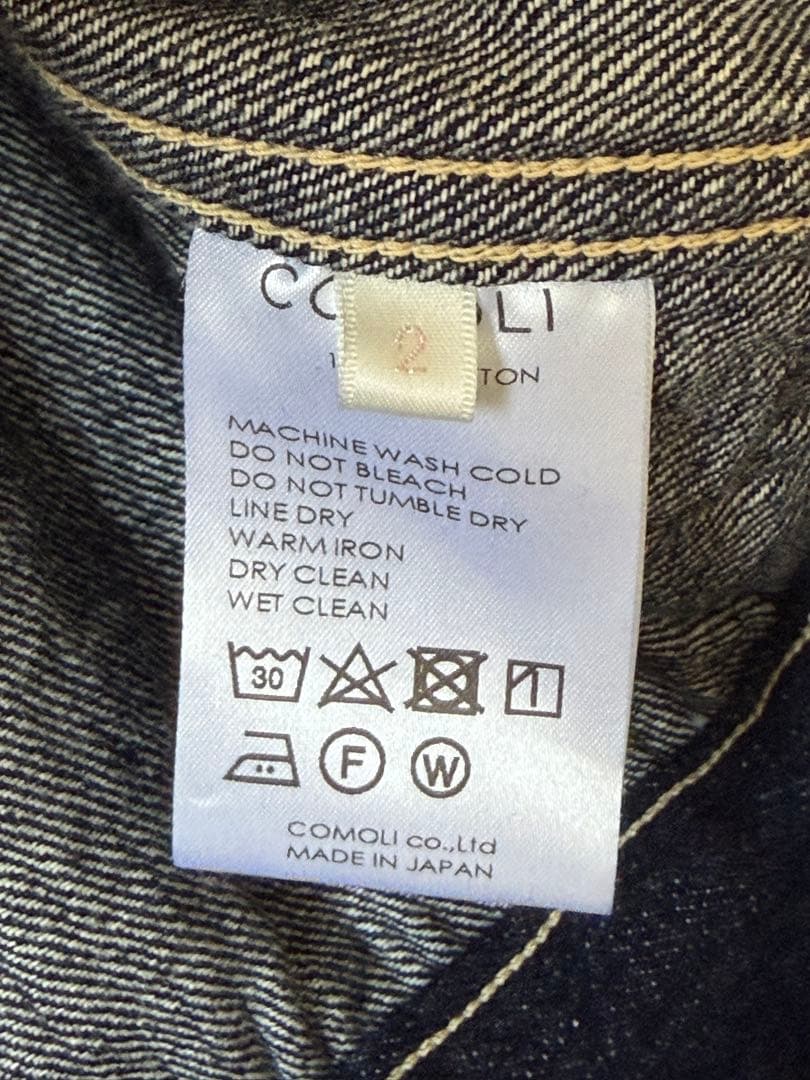 2
MACHINE WASH COLD
DO NOT BLEACH
DO NOT TUMBLE DRY
LINE DRY
WARM IRON
DRY CLEAN
WET CLEAN
30
F
W
COMOLI co.,Ltd
MADE IN JAPAN